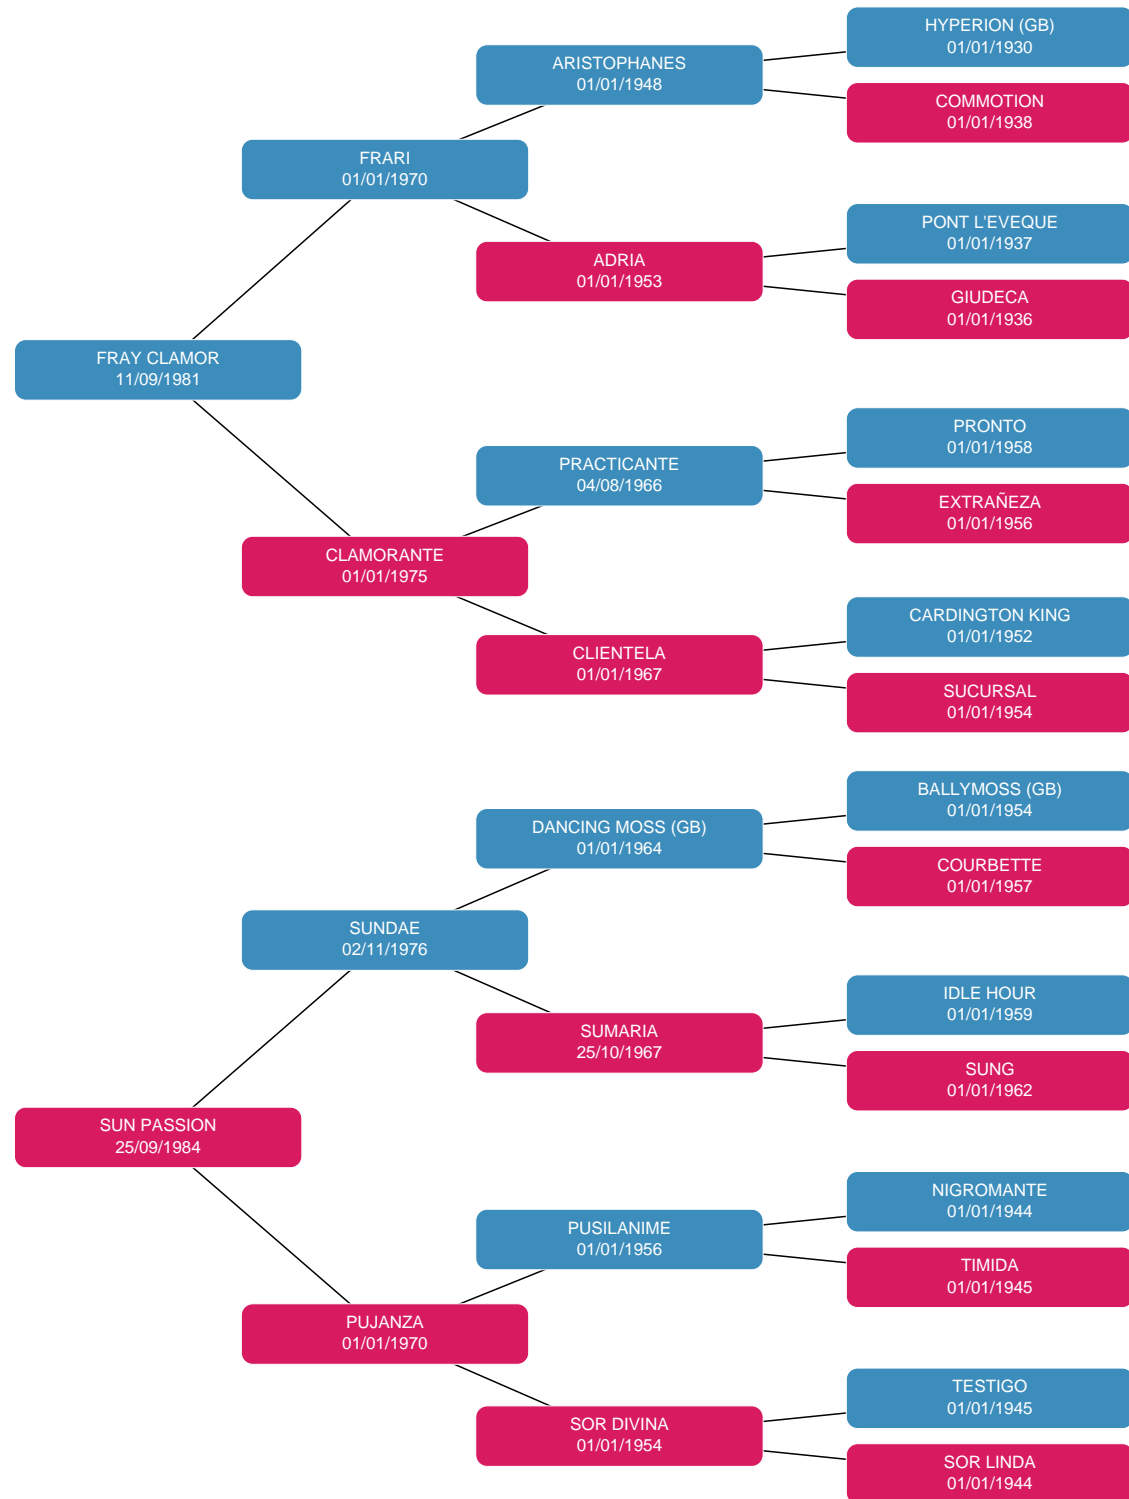 HYPERION (GB)
01/01/1930
ARISTOPHANES
01/01/1948
COMMOTION
01/01/1938
FRARI
01/01/1970
PONT L'EVEQUE
01/01/1937
ADRIA
01/01/1953
GIUDECA
01/01/1936
FRAY CLAMOR
11/09/1981
PRONTO
01/01/1958
PRACTICANTE
04/08/1966
EXTRAÑEZA
01/01/1956
CLAMORANTE
01/01/1975
CARDINGTON KING
01/01/1952
CLIENTELA
01/01/1967
SUCURSAL
01/01/1954
BALLYMOSS (GB)
01/01/1954
DANCING MOSS (GB)
01/01/1964
COURBETTE
01/01/1957
SUNDAE
02/11/1976
IDLE HOUR
01/01/1959
SUMARIA
25/10/1967
SUNG
01/01/1962
SUN PASSION
25/09/1984
NIGROMANTE
01/01/1944
PUSILANIME
01/01/1956
TIMIDA
01/01/1945
PUJANZA
01/01/1970
TESTIGO
01/01/1945
SOR DIVINA
01/01/1954
SOR LINDA
01/01/1944